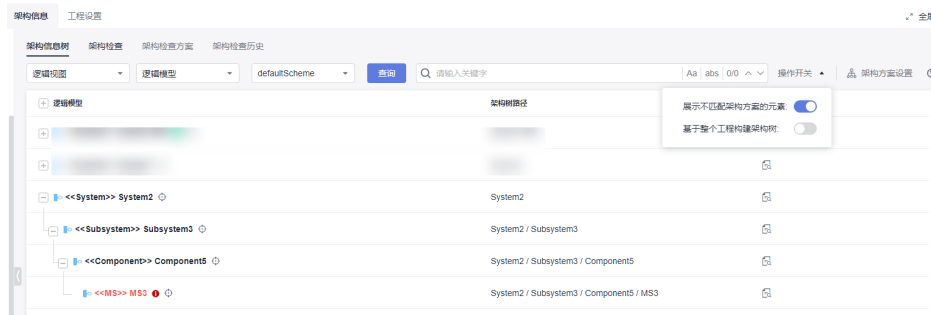 架构信息 工程设置 全屏
架构信息树 架构检查 架构检查方案 架构检查历史
逻辑视图 逻辑模型 defaultScheme 查询 请输入关键字 Aa abs 0/0 操作开关 架构方案设置
逻辑模型 架构树路径
展示不匹配架构方案的元素:
基于整个工程构建架构树:
<<System>> System2 System2
<<Subsystem>> Subsystem3 System2 / Subsystem3
<<Component>> Component5 System2 / Subsystem3 / Component5
<<MS>> MS3 System2 / Subsystem3 / Component5 / MS3